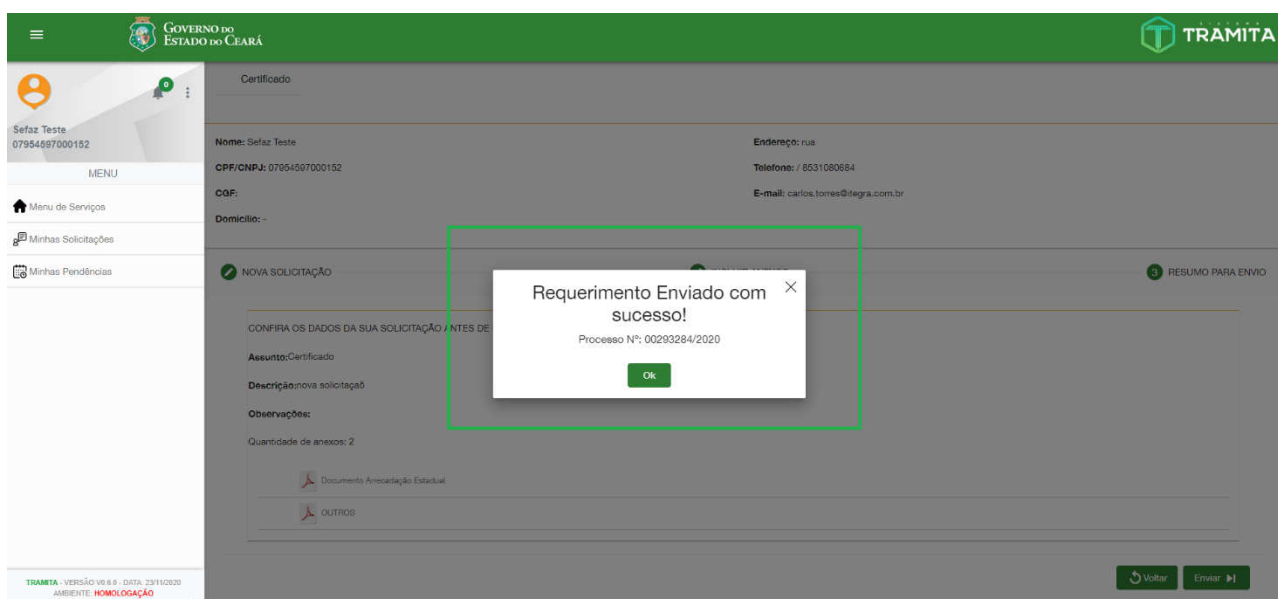 GOVERNO DO
ESTADO DO CEARÁ
SISTEMA
TRAMITA
0
Sefaz Teste
07954597000152
MENU
Menu de Serviços
Minhas Solicitações
Minhas Pendências
TRAMITA - VERSÃO V0.6.0 - DATA: 23/11/2020
AMBIENTE: HOMOLOGAÇÃO
Certificado
Nome: Sefaz Teste
Endereço: rua
CPF/CNPJ: 07954597000152
Telefone: / 8531080684
CGF:
E-mail: carlos.torres@itegra.com.br
Domicílio: -
NOVA SOLICITAÇÃO
3 RESUMO PARA ENVIO
Requerimento Enviado com
sucesso!
Processo Nº: 00293284/2020
Ok
CONFIRA OS DADOS DA SUA SOLICITAÇÃO ANTES DE
Assunto:Certificado
Descrição:nova solicitaçaõ
Observações:
Quantidade de anexos: 2
Documento Arrecadação Estadual
OUTROS
Voltar
Enviar